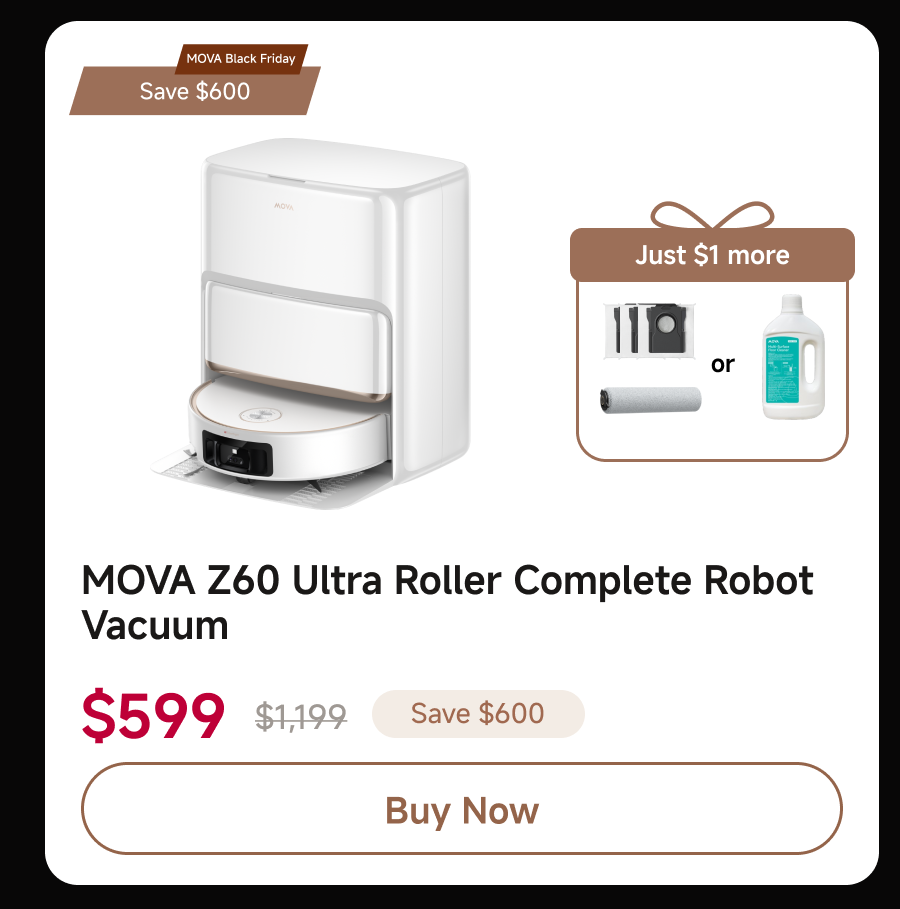 MOVA Black Friday
Save $600
MOVA
Just $1 more
or
MOVA Z60 Ultra Roller Complete Robot
Vacuum
$599 $1,199 Save $600
Buy Now